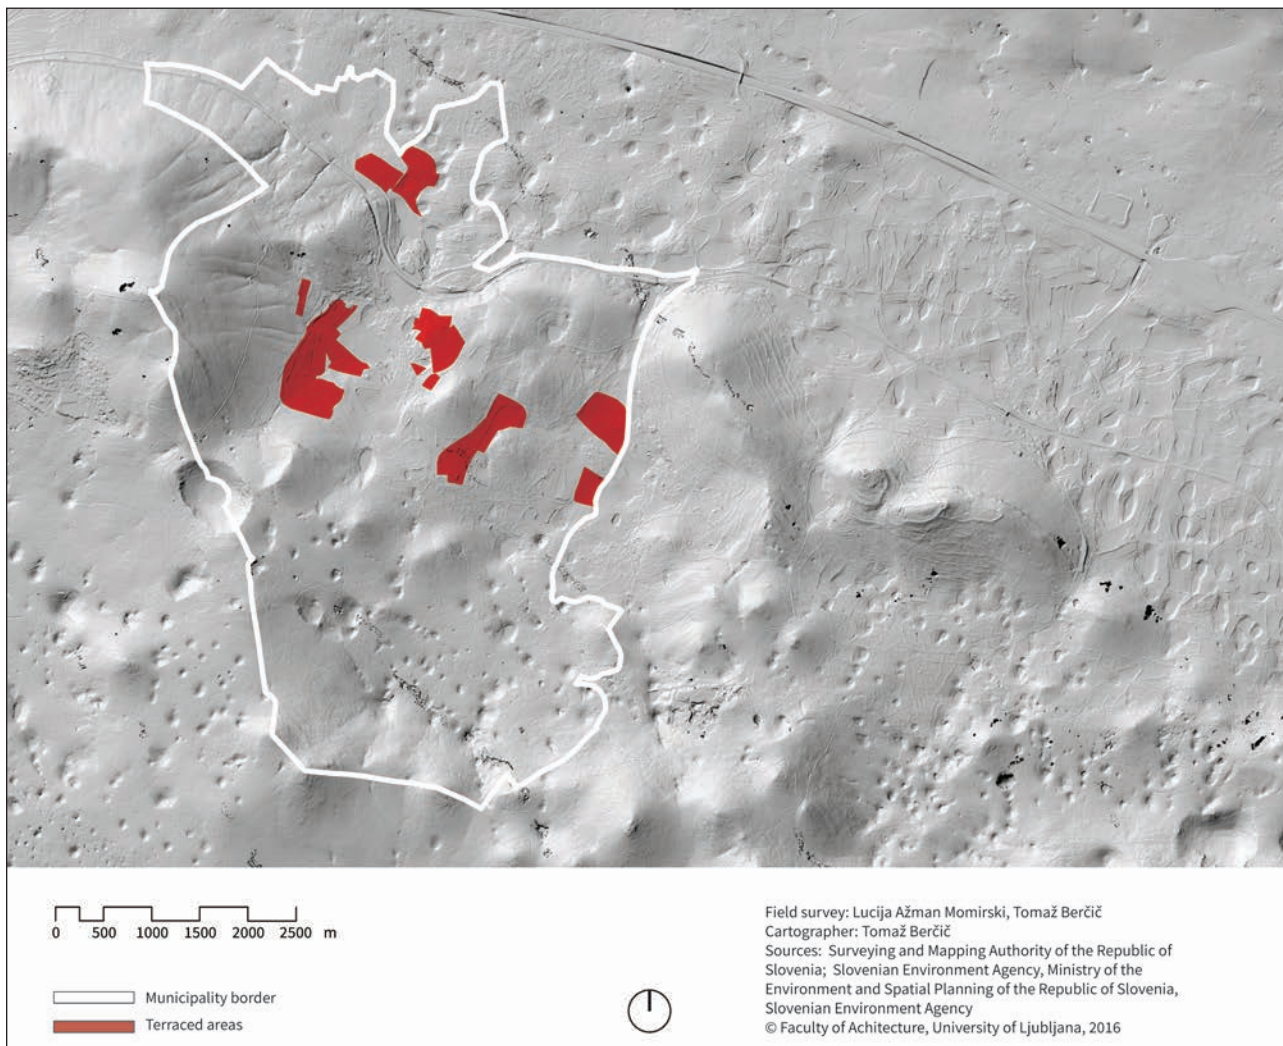 0 500 1000 1500 2000 2500 m
Municipality border
Terraced areas
Field survey: Lucija Ažman Momirski, Tomaž Berčič
Cartographer: Tomaž Berčič
Sources: Surveying and Mapping Authority of the Republic of
Slovenia; Slovenian Environment Agency, Ministry of the
Environment and Spatial Planning of the Republic of Slovenia,
Slovenian Environment Agency
© Faculty of Achitecture, University of Ljubljana, 2016